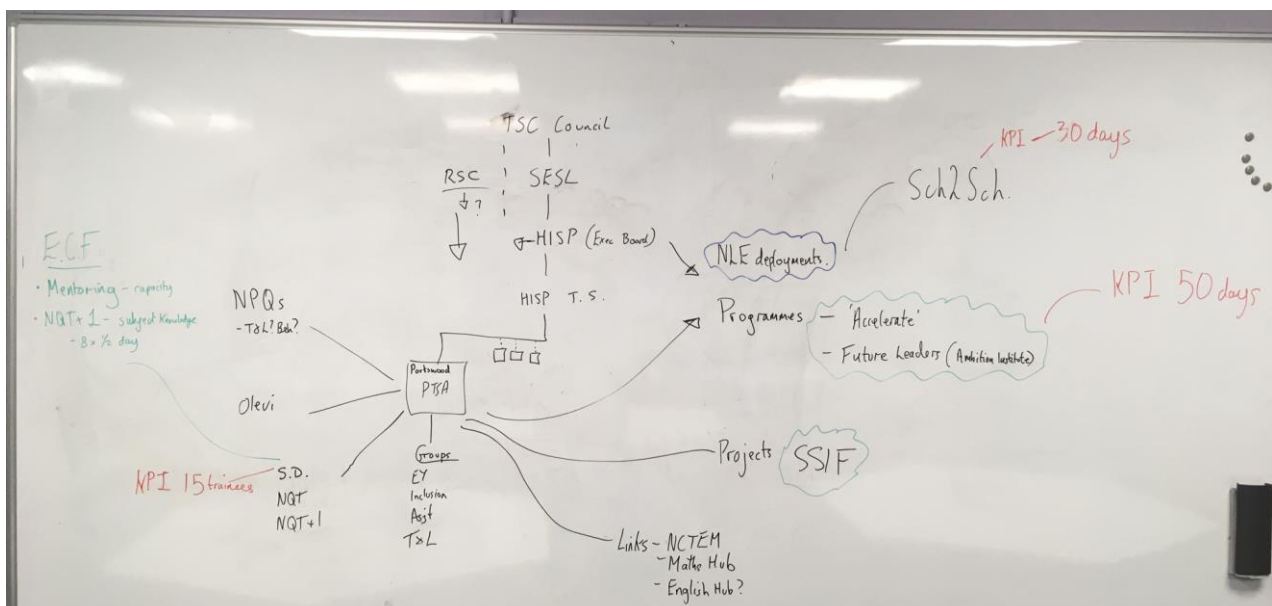 TSC Council
RSC
↓?
SESL
HISP (Exec Board)
HISP T.S.
KPI – 30 days
Sch2Sch.
NLE deployments.
KPI 50 days
Programmes – 'Accelerate'
- Future Leaders (Ambition Institute)
E.C.F
• Mentoring – capacity
• NQT+1 – subject knowledge
- 8 x ½ day
NPQs
- T&L? Beh?
Olevi
Portswood
PTSA
KPI 15 trainees
S.D.
NQT
NQT+1
Groups
EY
Inclusion
Asst
T&L
Projects SSIF
Links – NCTEM
- Maths Hub
- English Hub?